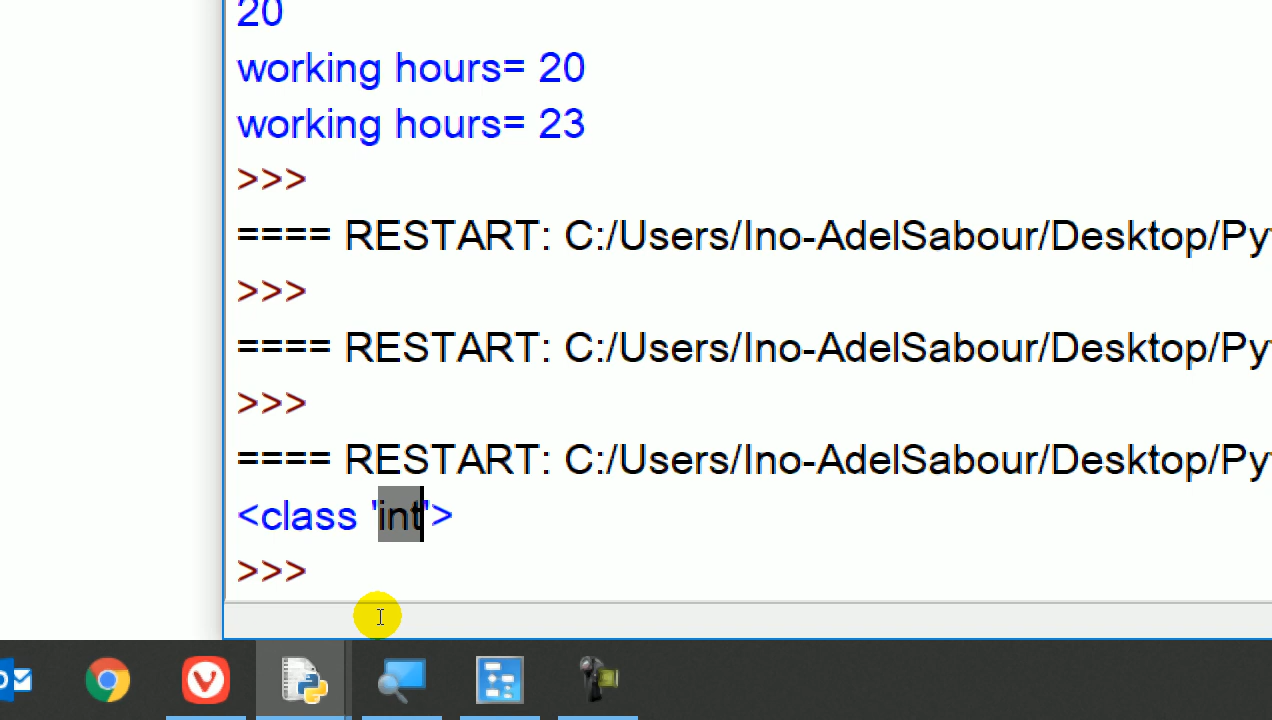 20
working hours= 20
working hours= 23
>>>
==== RESTART: C:/Users/Ino-AdelSabour/Desktop/Py
>>>
==== RESTART: C:/Users/Ino-AdelSabour/Desktop/Py
>>>
==== RESTART: C:/Users/Ino-AdelSabour/Desktop/Py
<class 'int'>
>>>